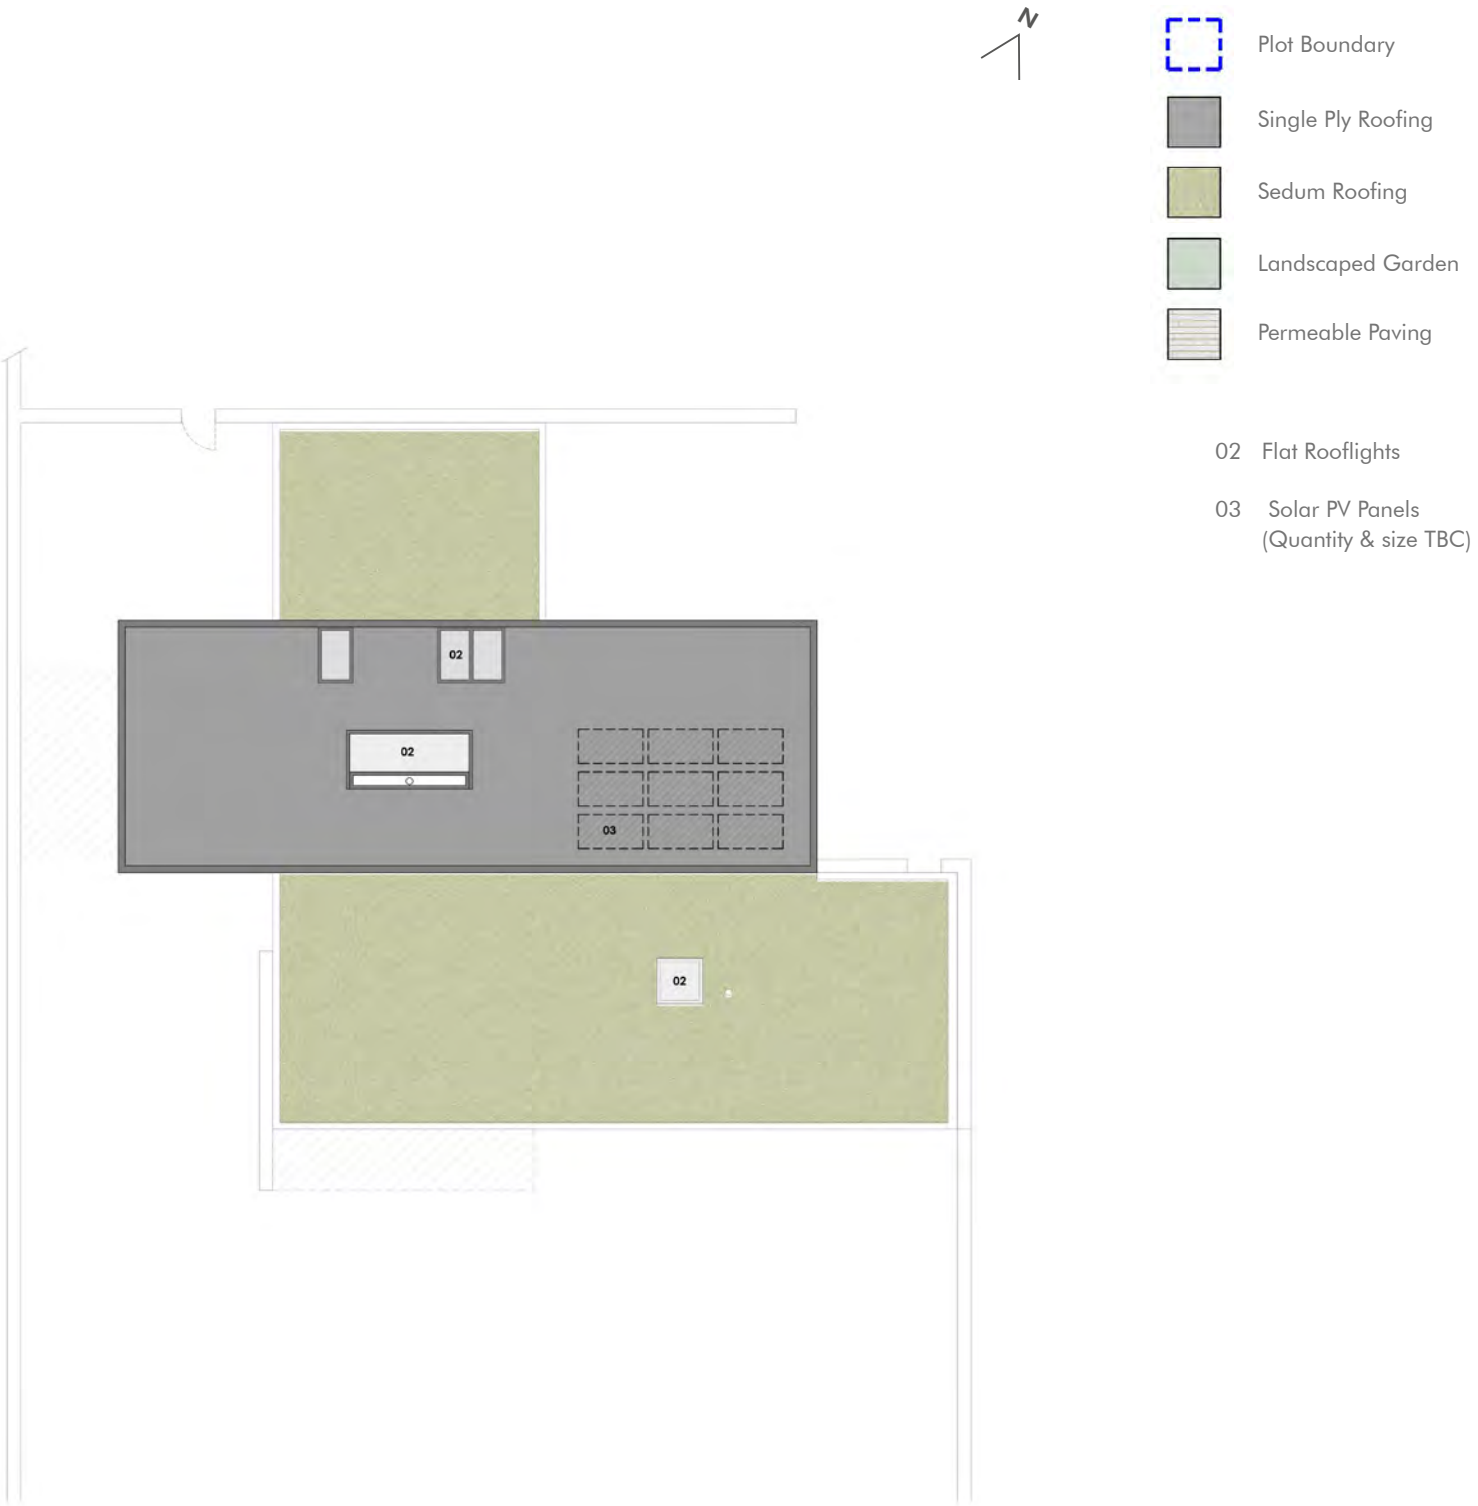 N
Plot Boundary
Single Ply Roofing
Sedum Roofing
Landscaped Garden
Permeable Paving
02 Flat Rooflights
03 Solar PV Panels
(Quantity & size TBC)
02
02
03
02